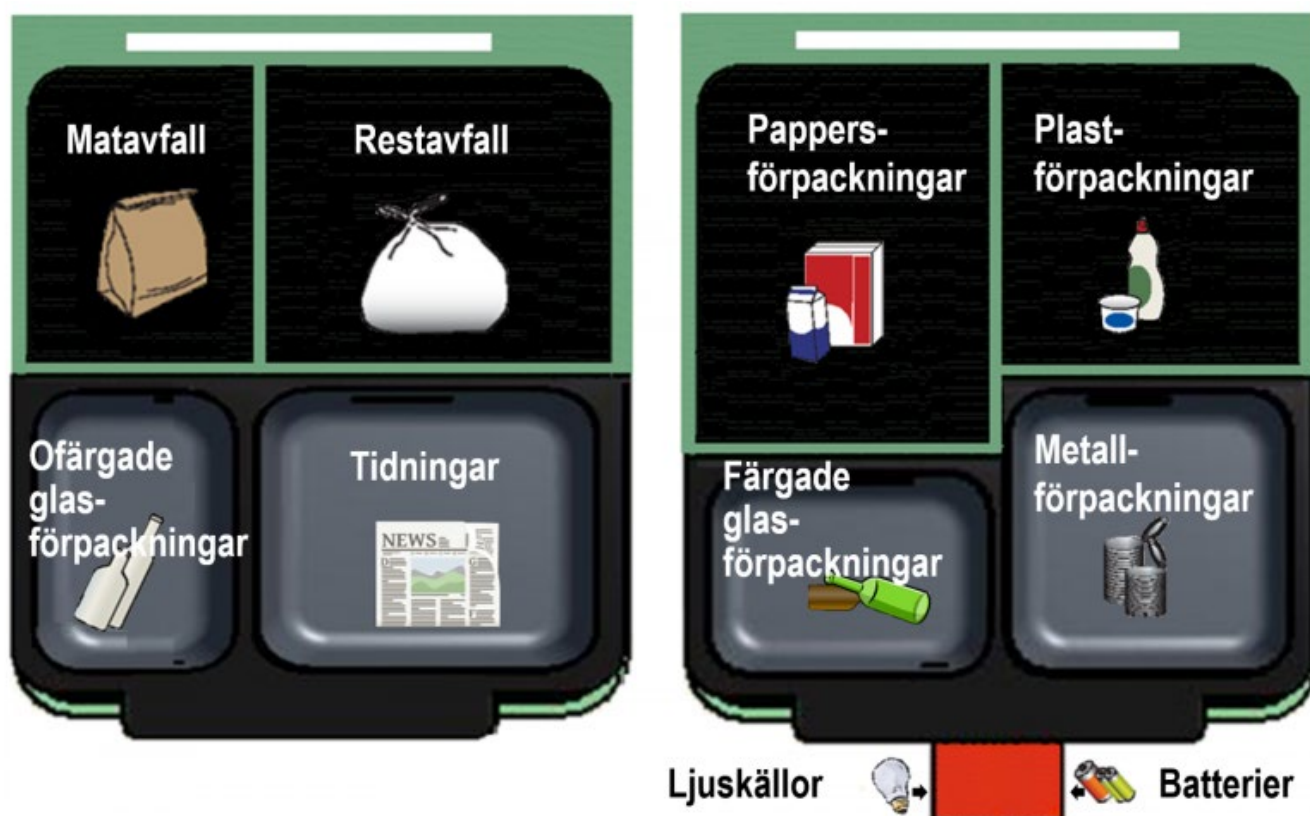 Matavfall
Restavfall
Ofärgade
glas-
förpackningar
Tidningar
NEWS
Pappers-
förpackningar
Plast-
förpackningar
Färgade
glas-
förpackningar
Metall-
förpackningar
Ljuskällor
Batterier